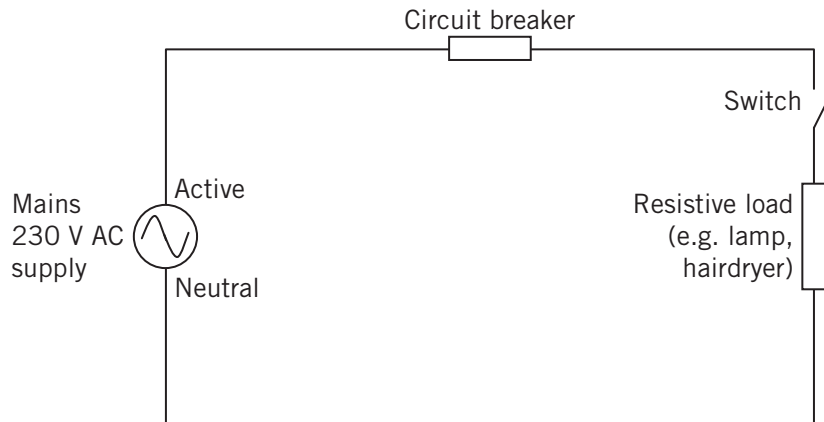 Circuit breaker
Switch
Active
Mains
230 V AC
supply
Neutral
Resistive load
(e.g. lamp,
hairdryer)